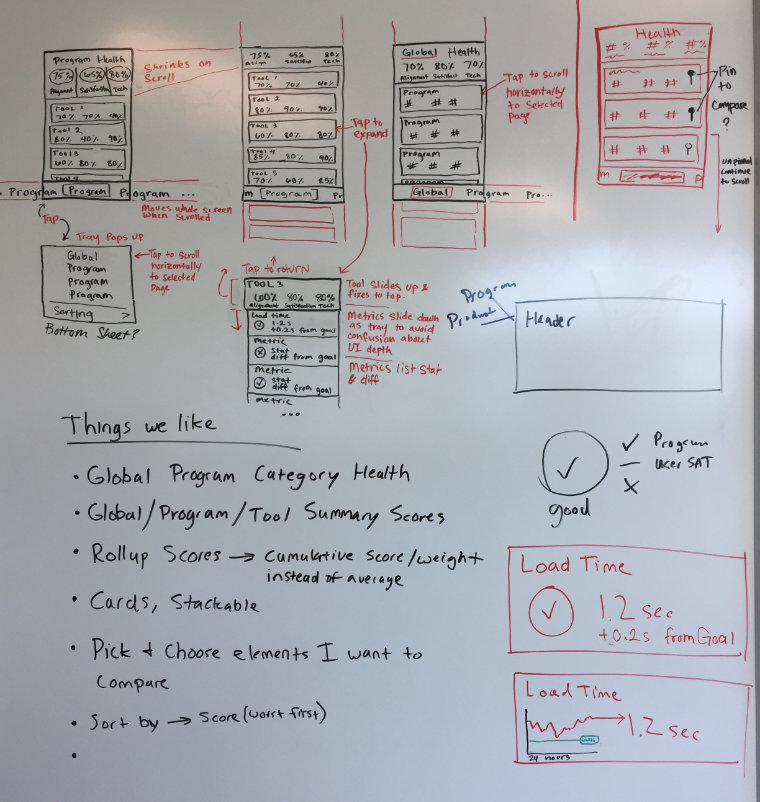 Program Health
75% 65% 80%
Alignment Satisfaction Tech
TOOL 1
70% 70% 40%
Tool 2
80% 40% 90%
Tool 3
60% 80% 80%
Tool 4
Program Program Program ...
Shrinks on
Scroll
Tap
Moves whole screen
when scrolled
Tray Pops Up
Global
Program
Program
Program
Sorting >
Bottom Sheet?
Tap to scroll
horizontally
to selected
page
75% 65% 80%
Align Satisfact Tech
Tool 1
70% 70% 40%
Tool 2
80% 90% 90%
TOOL 3
60% 80% 80%
Tool 4
85% 80% 90%
Tool 5
70% 60% 85%
m Program Pr
Tap to
expand
Global Health
70% 80% 70%
Alignment Satisfact Tech
Program
# # #
Program
# # #
Program
# # #
Program
Global Program Pro...
Tap to scroll
horizontally
to selected
page
Health
#% #% #%
# # #
# # #
# # #
m P
Pin
to
Compare
?
unpinned
continue
to scroll
Tap to return
TOOL 3
60% 80% 80%
Alignment Satisfaction Tech
Load time
1.2s
+0.2s from goal
Metric
stat
diff from goal
Metric
stat
diff from goal
Metric
...
Tool Slides up &
fixes to top.
Metrics slide down
as tray to avoid
confusion about
UI depth
Metrics list stat
& diff
Program
Product
Header
Things we like
• Global Program Category Health
• Global/Program/Tool Summary Scores
• Rollup Scores → cumulative score/weight
instead of average
• Cards, Stackable
• Pick & Choose elements I want to
compare
• Sort by → Score (worst first)
•
good
✓ Program
— User SAT
✗
Load Time
✓ 1.2 sec
+0.2s from Goal
Load Time
1.2 sec
24 hours